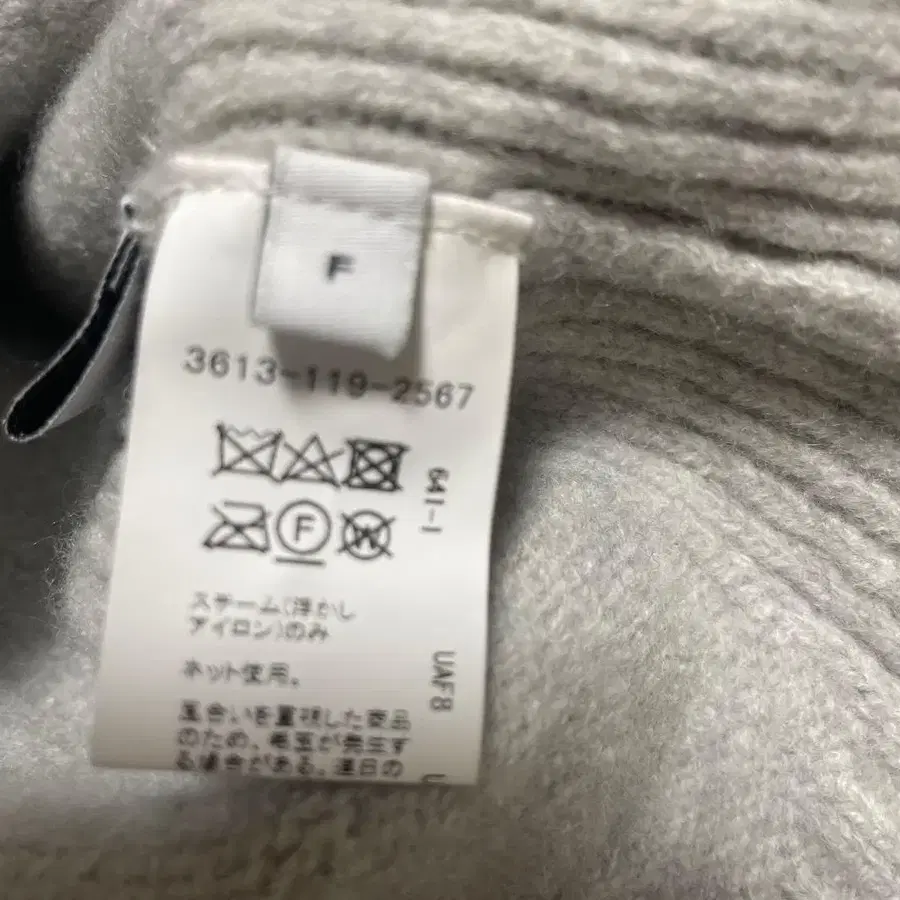 F
3613-119-2567
F
W
641-1
スチーム(浮かし
アイロン)のみ
ネット使用。
UAF8
風合いを重視した商品
のため、毛玉が発生す
る場合がある。連日の